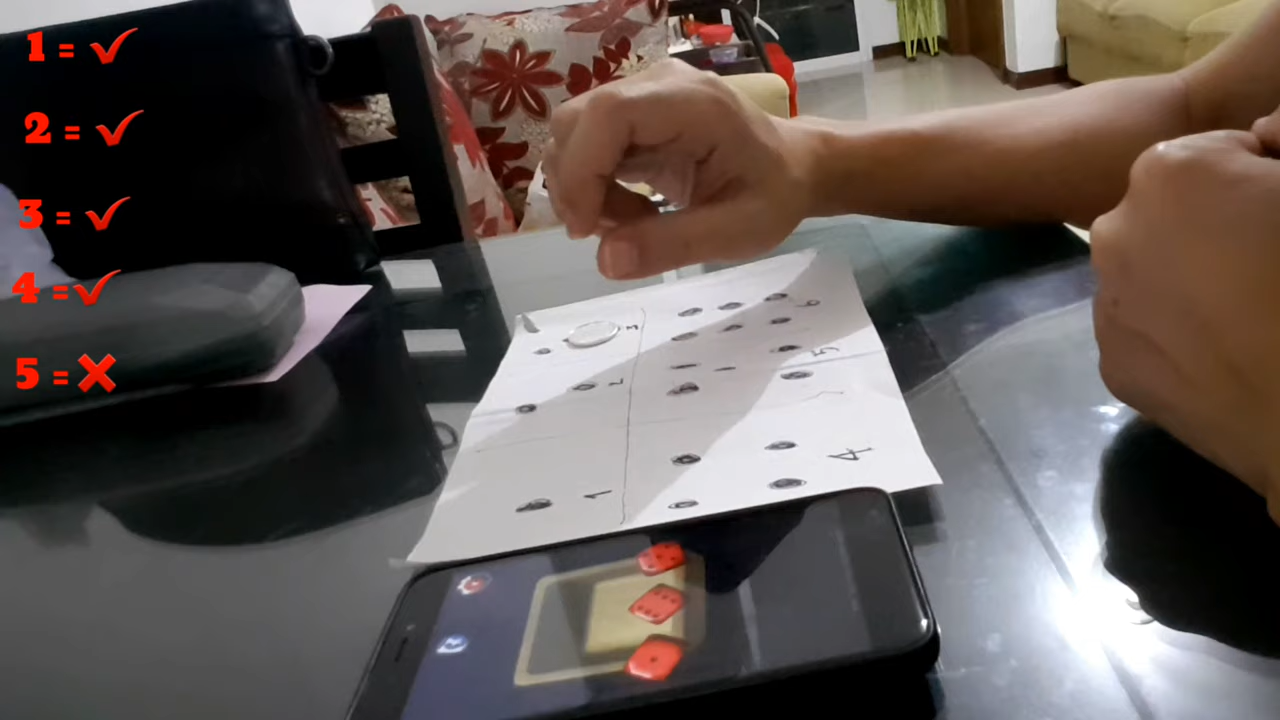 1 = ✓
2 = ✓
3 = ✓
4 = ✓
5 = ✗
3
6
2
5
1
4